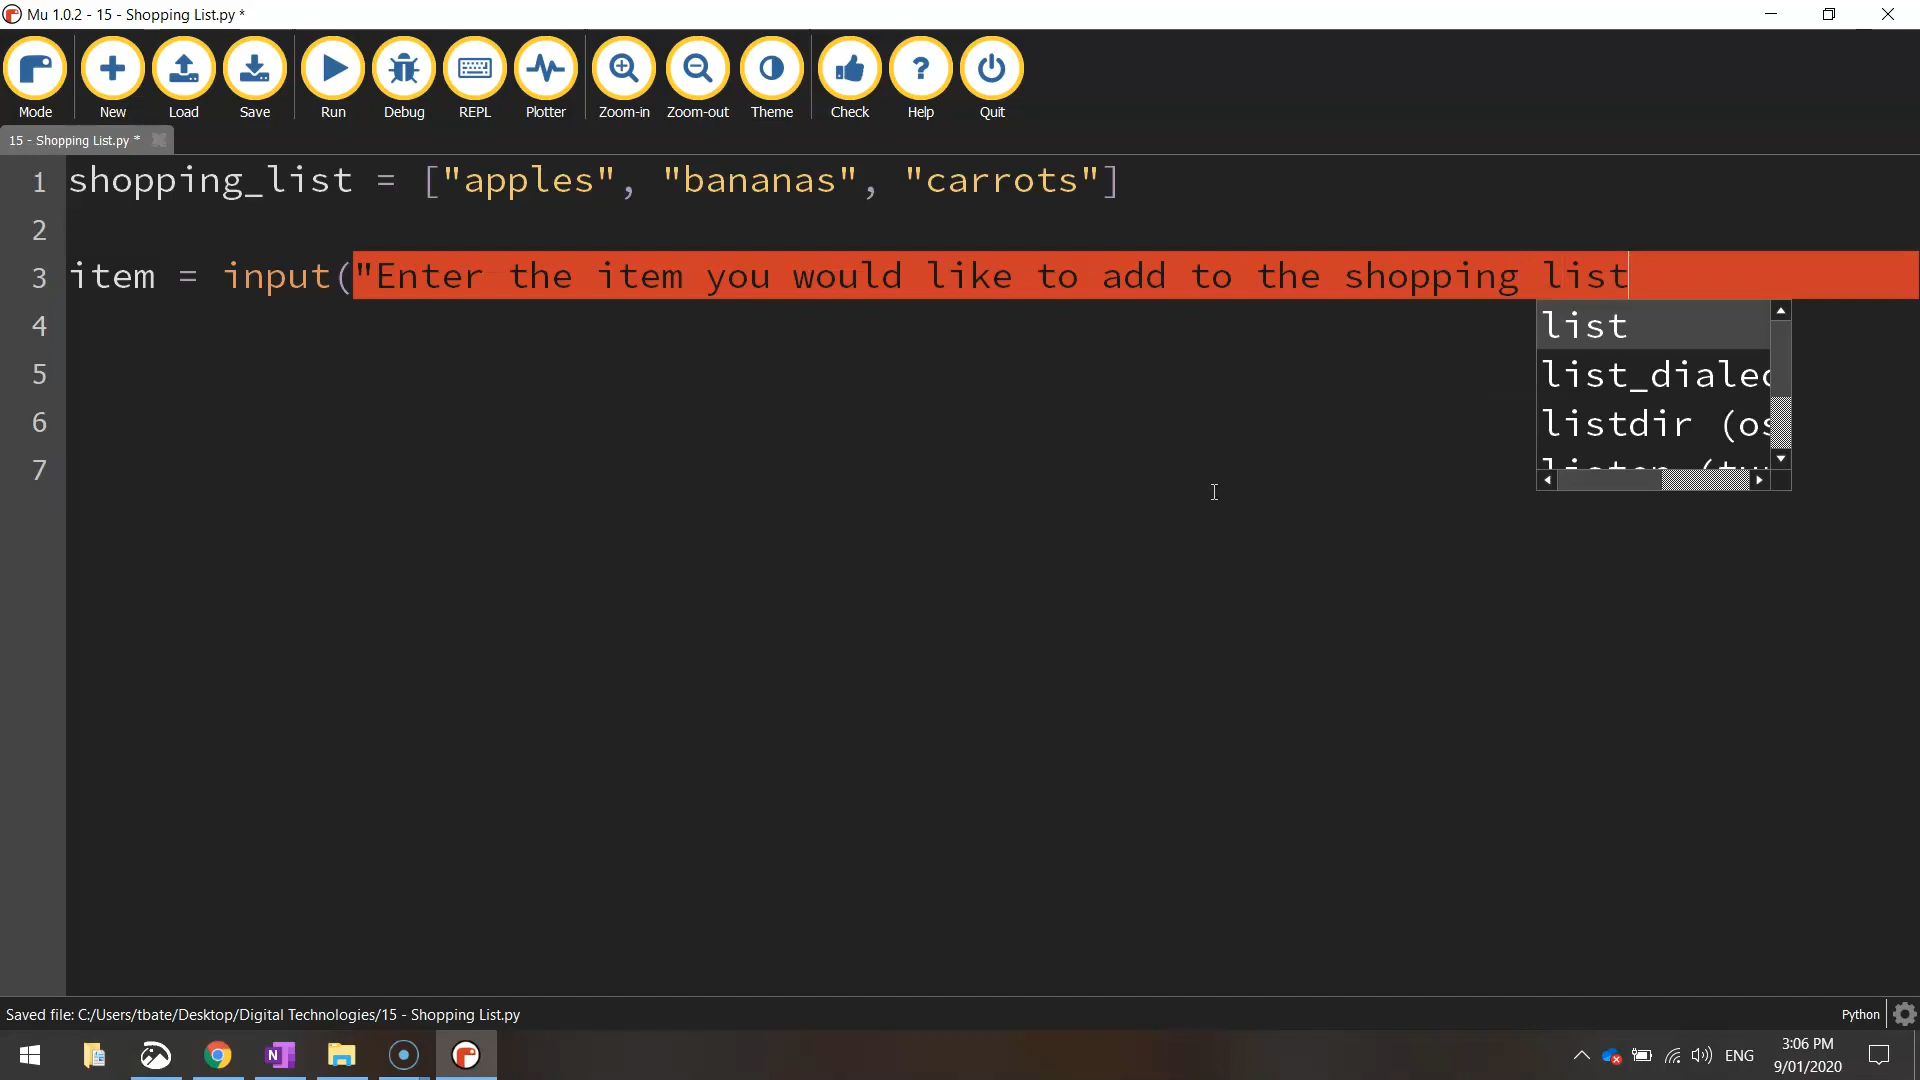 Mu 1.0.2 - 15 - Shopping List.py *
Mode New Load Save Run Debug REPL Plotter Zoom-in Zoom-out Theme Check Help Quit
15 - Shopping List.py *
1 shopping_list = ["apples", "bananas", "carrots"]
2
3 item = input("Enter the item you would like to add to the shopping list
4
list
5
list_dialec
6
listdir (os
7
Saved file: C:/Users/tbate/Desktop/Digital Technologies/15 - Shopping List.py
Python
ENG
3:06 PM
9/01/2020